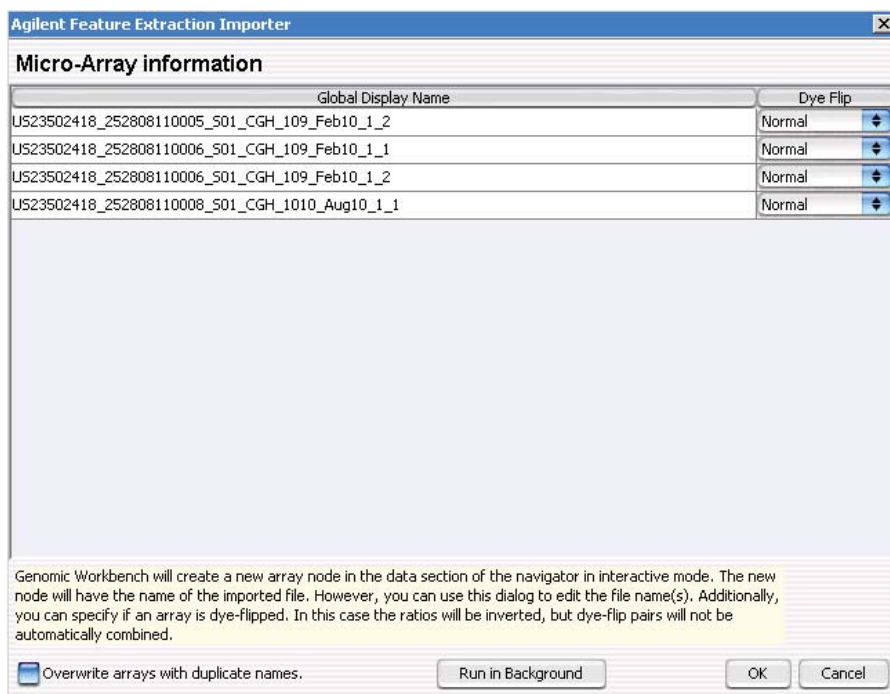 Agilent Feature Extraction Importer
Micro-Array information
Global Display Name Dye Flip
US23502418_252808110005_S01_CGH_109_Feb10_1_2 Normal
US23502418_252808110006_S01_CGH_109_Feb10_1_1 Normal
US23502418_252808110006_S01_CGH_109_Feb10_1_2 Normal
US23502418_252808110008_S01_CGH_1010_Aug10_1_1 Normal
Genomic Workbench will create a new array node in the data section of the navigator in interactive mode. The new
node will have the name of the imported file. However, you can use this dialog to edit the file name(s). Additionally,
you can specify if an array is dye-flipped. In this case the ratios will be inverted, but dye-flip pairs will not be
automatically combined.
Overwrite arrays with duplicate names. Run in Background OK Cancel